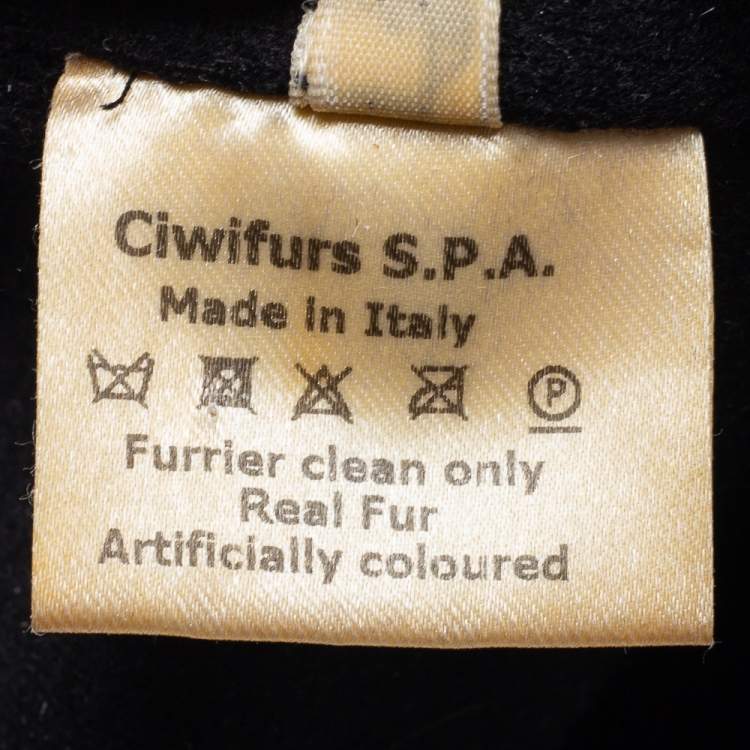 Ciwifurs S.P.A.
Made in Italy
P
Furrier clean only
Real Fur
Artificially coloured